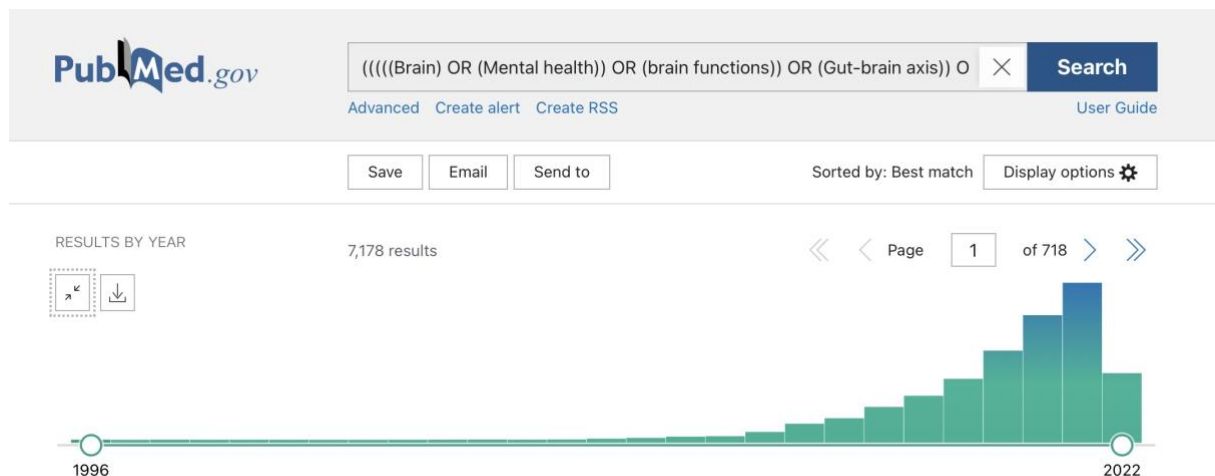 PubMed.gov
(((((Brain) OR (Mental health)) OR (brain functions)) OR (Gut-brain axis)) O
Search
Advanced Create alert Create RSS
User Guide
Save Email Send to
Sorted by: Best match Display options
RESULTS BY YEAR
7,178 results
Page 1 of 718
1996
2022